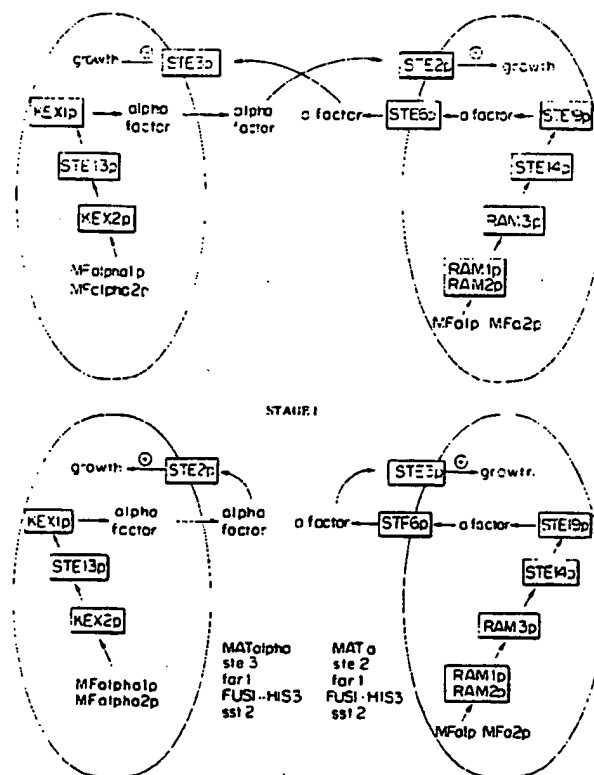 growth ⊕ STE3p
STE2p ⊕ growth
KEX1p alpha factor alpha factor
a factor STE6p a factor STE19p
STE13p
STE14p
KEX2p
RAM3p
MFalpha1p
MFalpha2p
RAM1p
RAM2p
MFa1p MFa2p
STAGE 1
growth ⊕ STE2p
STE3p ⊕ growth
KEX1p alpha factor alpha factor
a factor STE6p a factor STE19p
STE13p
STE14p
KEX2p
RAM3p
MFalpha1p
MFalpha2p
MATalpha
ste 3
far 1
FUS1-HIS3
sst 2
MATa
ste 2
far 1
FUS1-HIS3
sst 2
RAM1p
RAM2p
MFa1p MFa2p